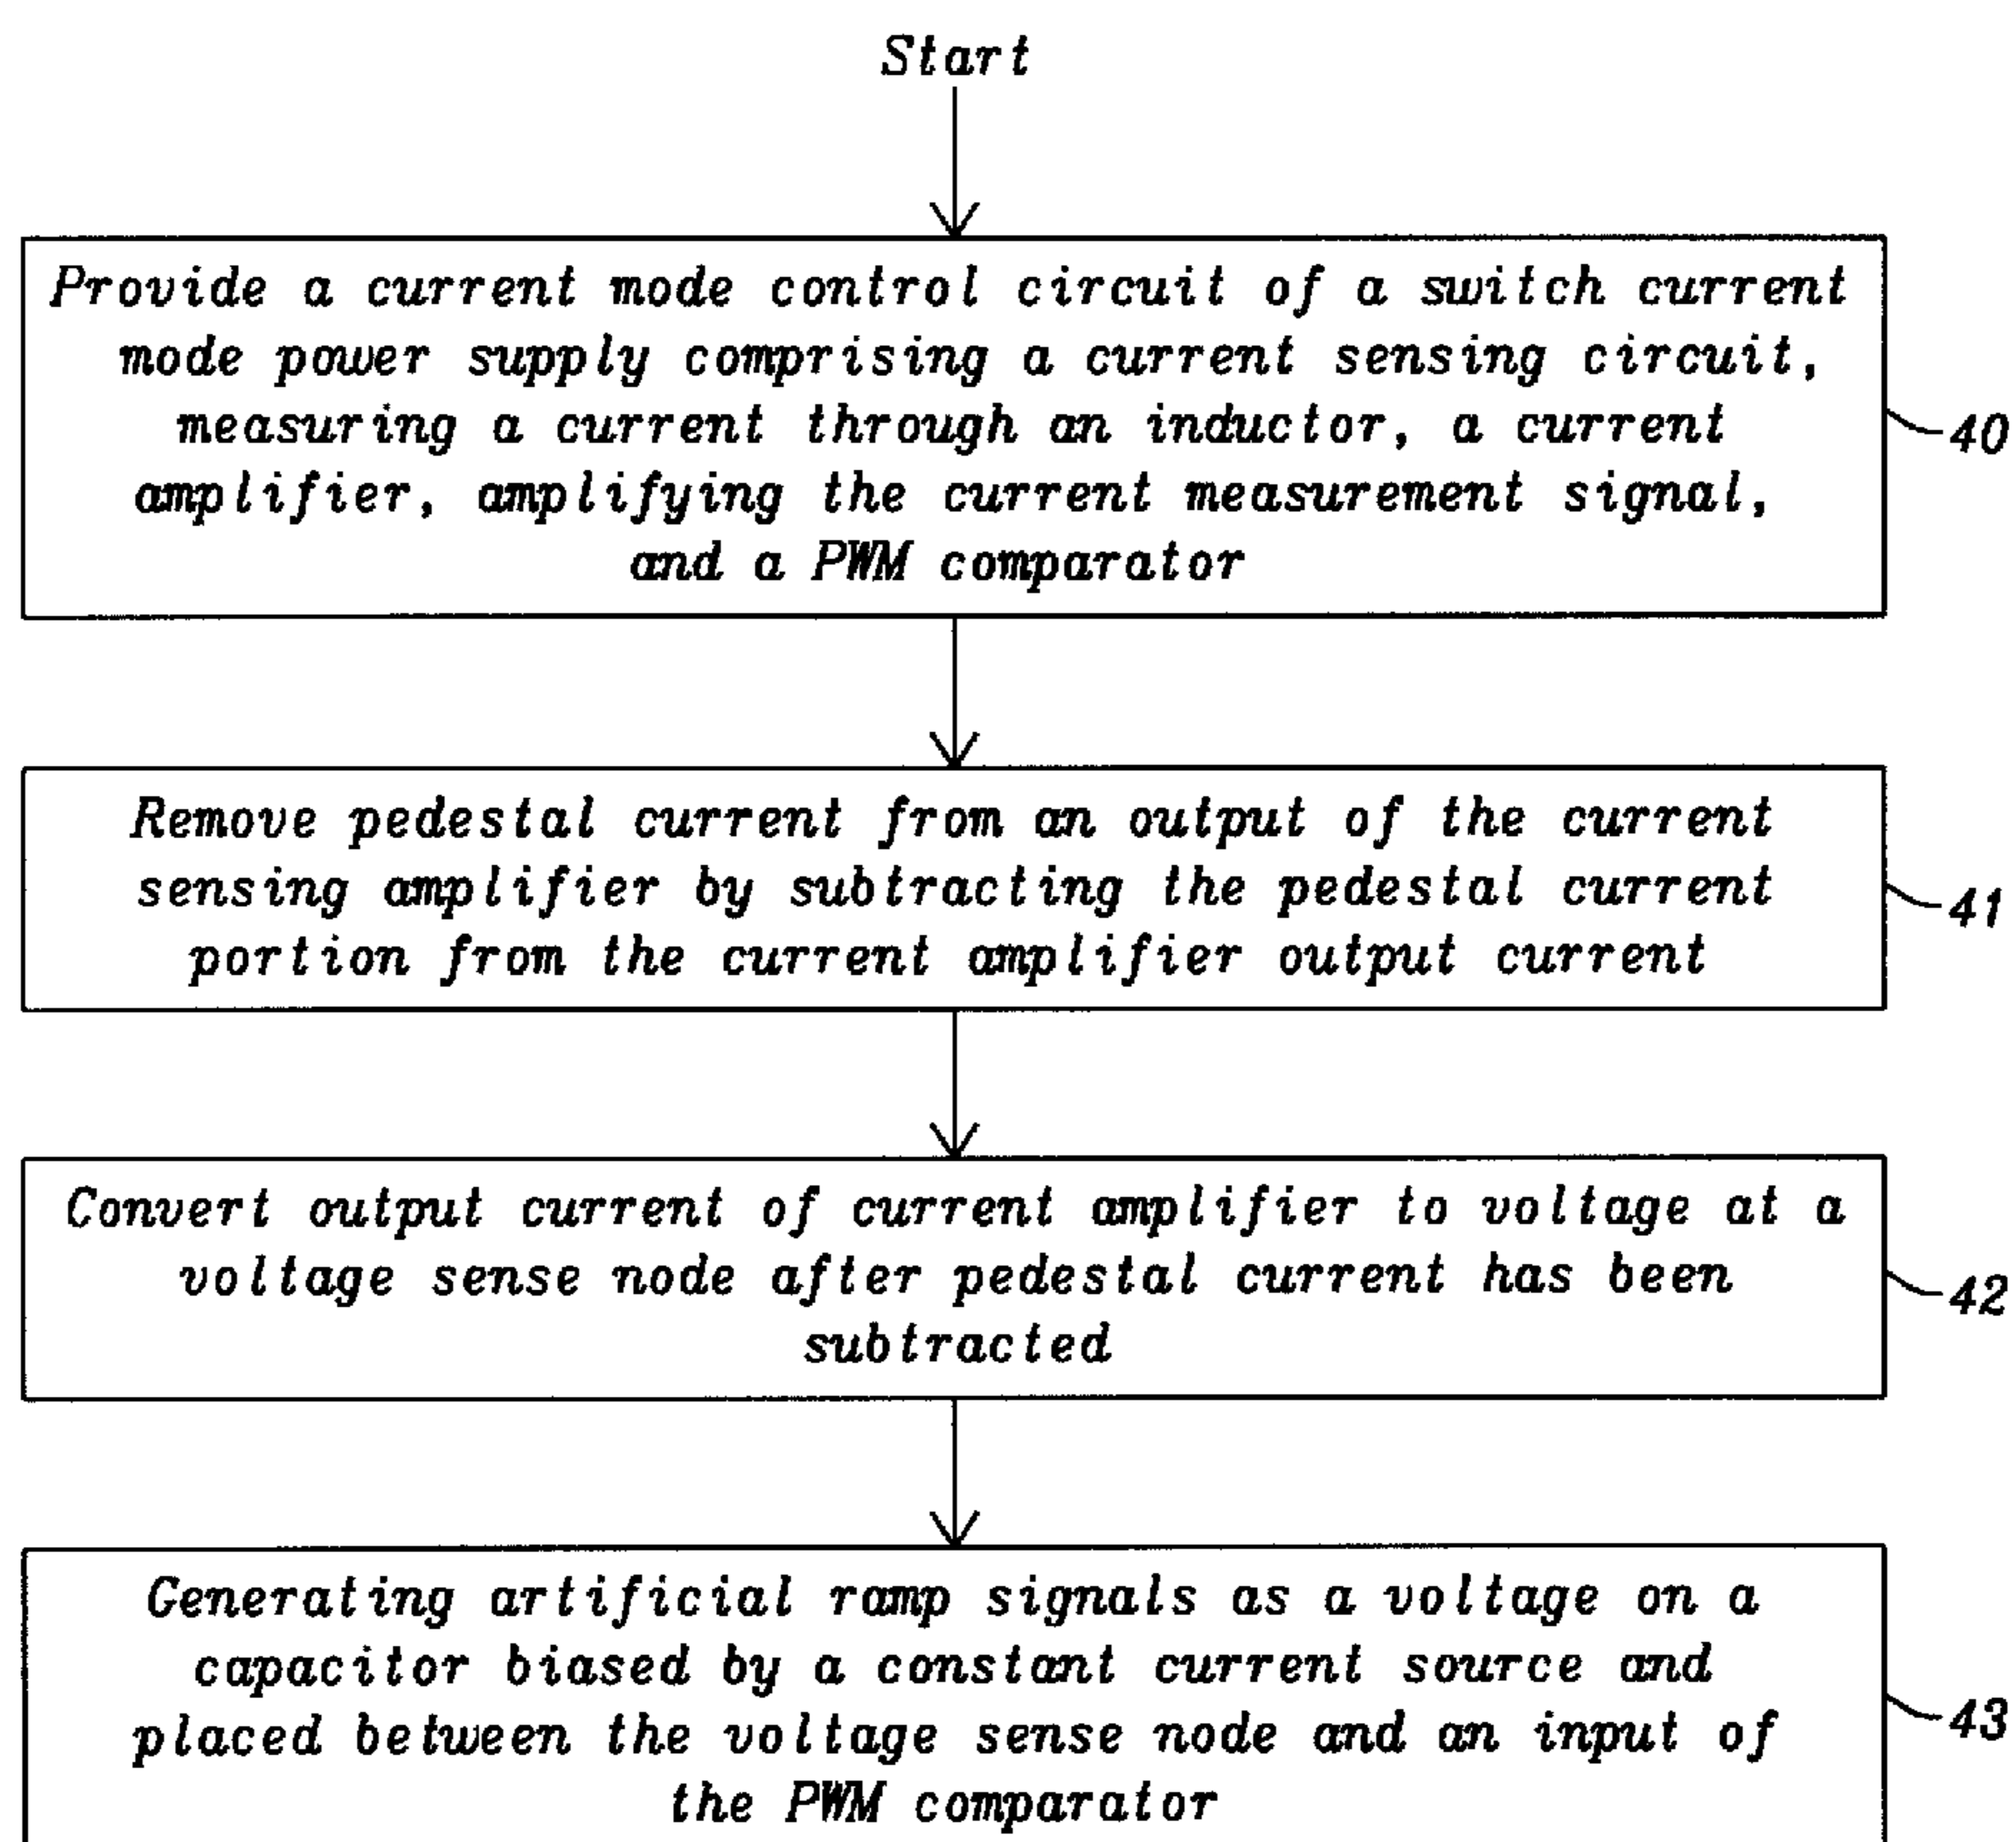 Start
Provide a current mode control circuit of a switch current
mode power supply comprising a current sensing circuit,
measuring a current through an inductor, a current
amplifier, amplifying the current measurement signal,
and a PWM comparator
40
Remove pedestal current from an output of the current
sensing amplifier by subtracting the pedestal current
portion from the current amplifier output current
41
Convert output current of current amplifier to voltage at a
voltage sense node after pedestal current has been
subtracted
42
Generating artificial ramp signals as a voltage on a
capacitor biased by a constant current source and
placed between the voltage sense node and an input of
the PWM comparator
43